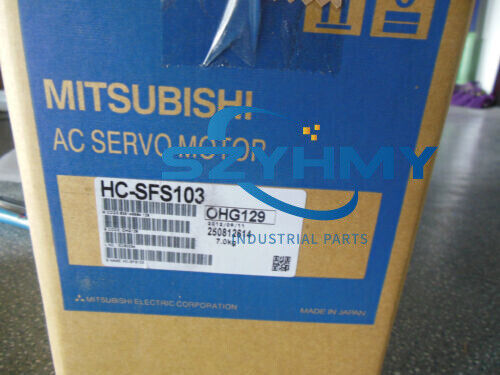 MITSUBISHI
AC SERVO MOTOR
SZYHMY
INDUSTRIAL PARTS
HC-SFS103
OHG129
250812614
7.0kg
MITSUBISHI ELECTRIC CORPORATION
MADE IN JAPAN